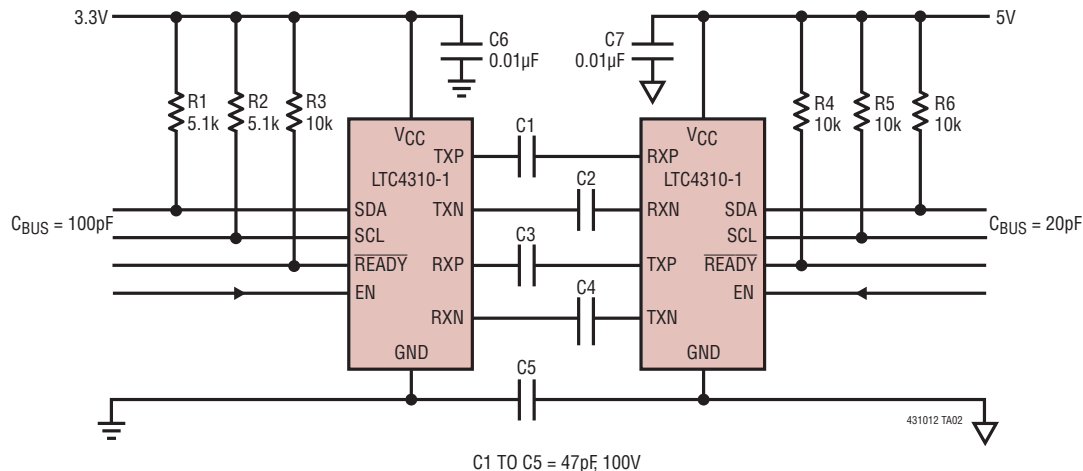 3.3V
5V
C6
0.01µF
C7
0.01µF
R1
5.1k
R2
5.1k
R3
10k
R4
10k
R5
10k
R6
10k
VCC
TXP
LTC4310-1
TXN
RXP
RXN
GND
SDA
SCL
READY
EN
C1
C2
C3
C4
C5
VCC
RXP
LTC4310-1
RXN
TXP
TXN
GND
SDA
SCL
READY
EN
CBUS = 100pF
CBUS = 20pF
431012 TA02
C1 TO C5 = 47pF, 100V